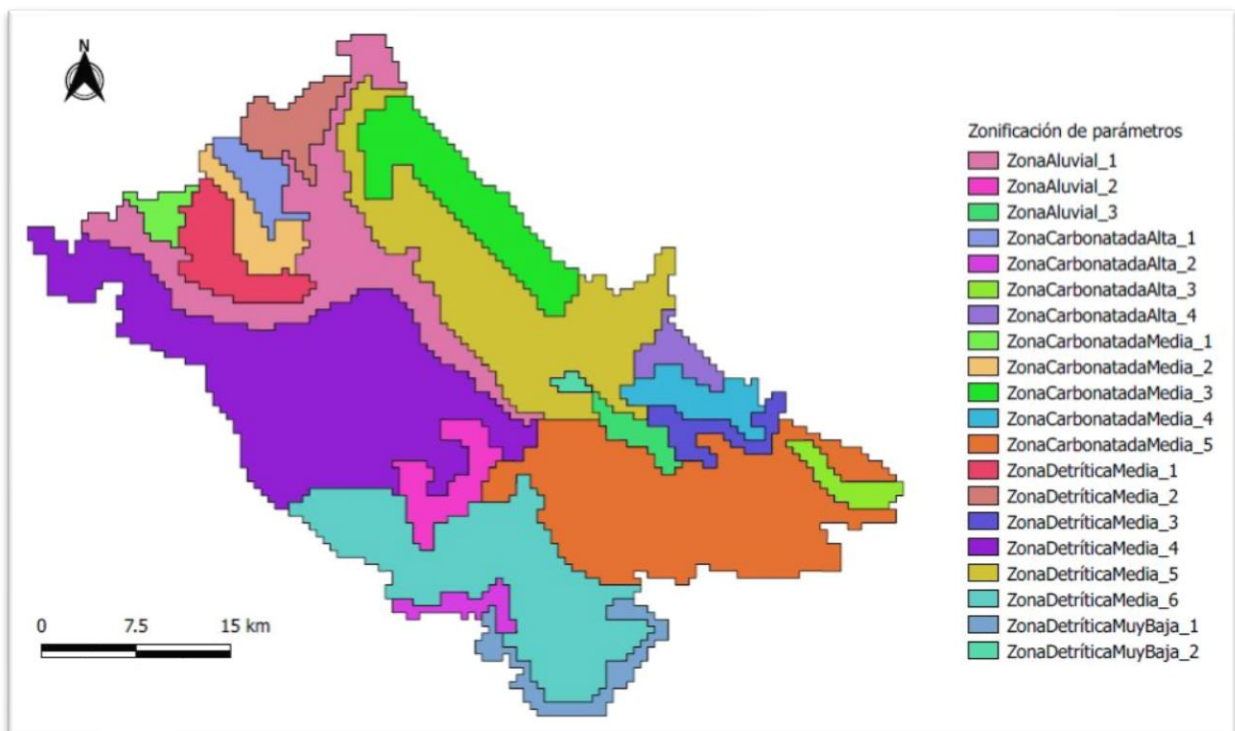 N
Zonificación de parámetros
ZonaAluvial_1
ZonaAluvial_2
ZonaAluvial_3
ZonaCarbonatadaAlta_1
ZonaCarbonatadaAlta_2
ZonaCarbonatadaAlta_3
ZonaCarbonatadaAlta_4
ZonaCarbonatadaMedia_1
ZonaCarbonatadaMedia_2
ZonaCarbonatadaMedia_3
ZonaCarbonatadaMedia_4
ZonaCarbonatadaMedia_5
ZonaDetríticaMedia_1
ZonaDetríticaMedia_2
ZonaDetríticaMedia_3
ZonaDetríticaMedia_4
ZonaDetríticaMedia_5
ZonaDetríticaMedia_6
ZonaDetríticaMuyBaja_1
ZonaDetríticaMuyBaja_2
0 7.5 15 km